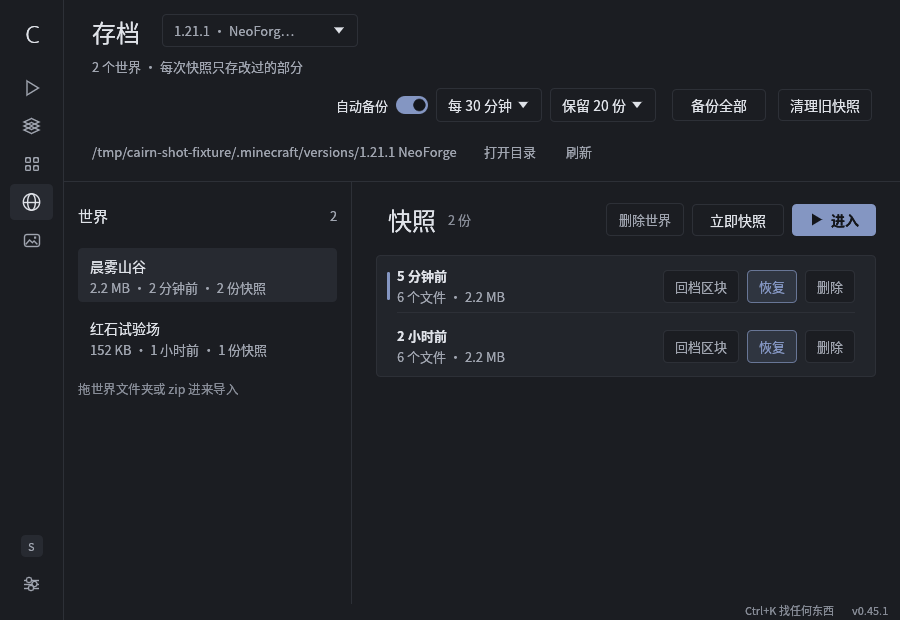 C
存档
1.21.1 • NeoForg…
2 个世界 • 每次快照只存改过的部分
自动备份
每 30 分钟
保留 20 份
备份全部
清理旧快照
/tmp/cairn-shot-fixture/.minecraft/versions/1.21.1 NeoForge
打开目录
刷新
世界
2
晨雾山谷
2.2 MB • 2 分钟前 • 2 份快照
红石试验场
152 KB • 1 小时前 • 1 份快照
拖世界文件夹或 zip 进来导入
快照
2 份
删除世界
立即快照
进入
5 分钟前
6 个文件 • 2.2 MB
回档区块
恢复
删除
2 小时前
6 个文件 • 2.2 MB
回档区块
恢复
删除
S
Ctrl+K 找任何东西
v0.45.1